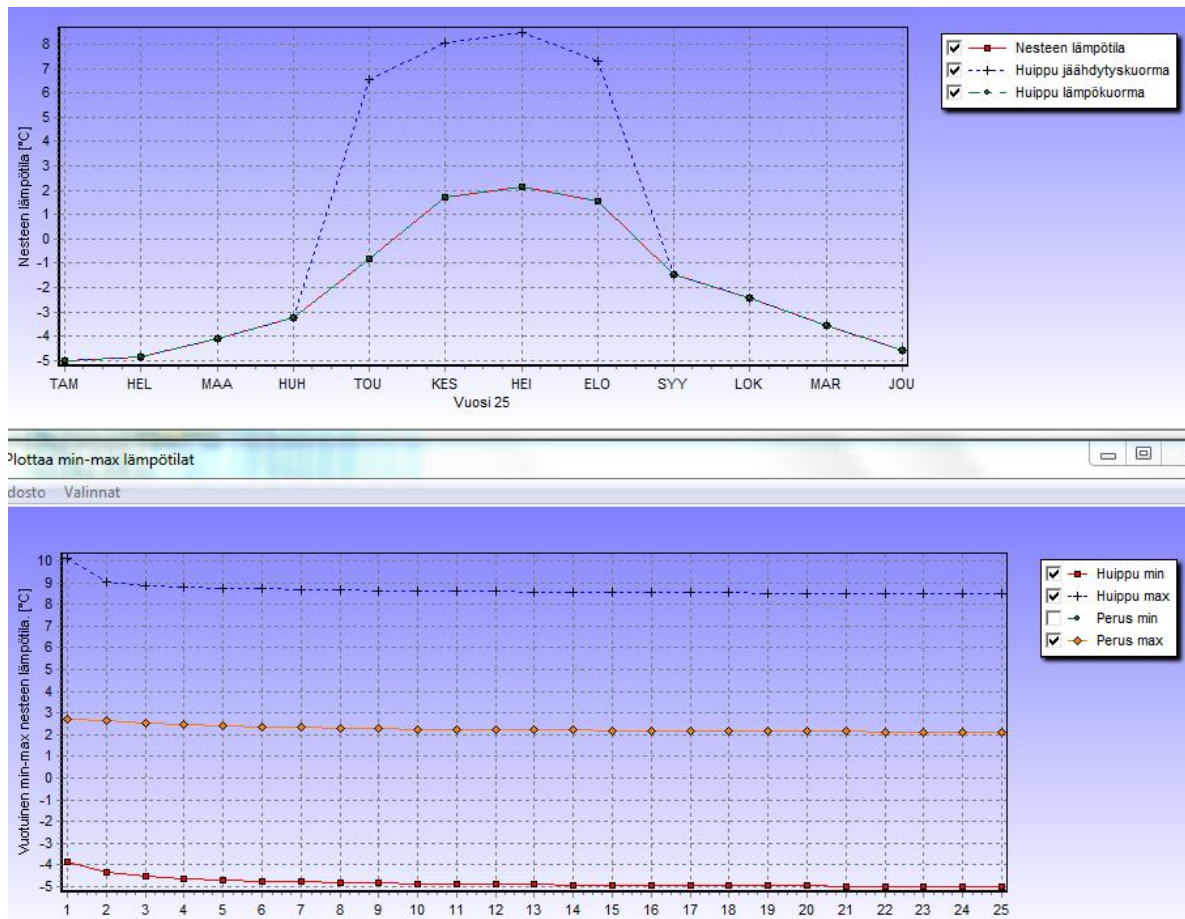 Nesteen lämpötila [°C]
8
7
6
5
4
3
2
1
0
-1
-2
-3
-4
-5
TAM HEL MAA HUH TOU KES HEI ELO SYY LOK MAR JOU
Vuosi 25
Nesteen lämpötila
Huippu jäähdytyskuorma
Huippu lämpökuorma
Plottaa min-max lämpötilat
dosto Valinnat
Vuotuinen min-max nesteen lämpötila. [°C]
10
9
8
7
6
5
4
3
2
1
0
-1
-2
-3
-4
-5
1 2 3 4 5 6 7 8 9 10 11 12 13 14 15 16 17 18 19 20 21 22 23 24 25
Huippu min
Huippu max
Perus min
Perus max